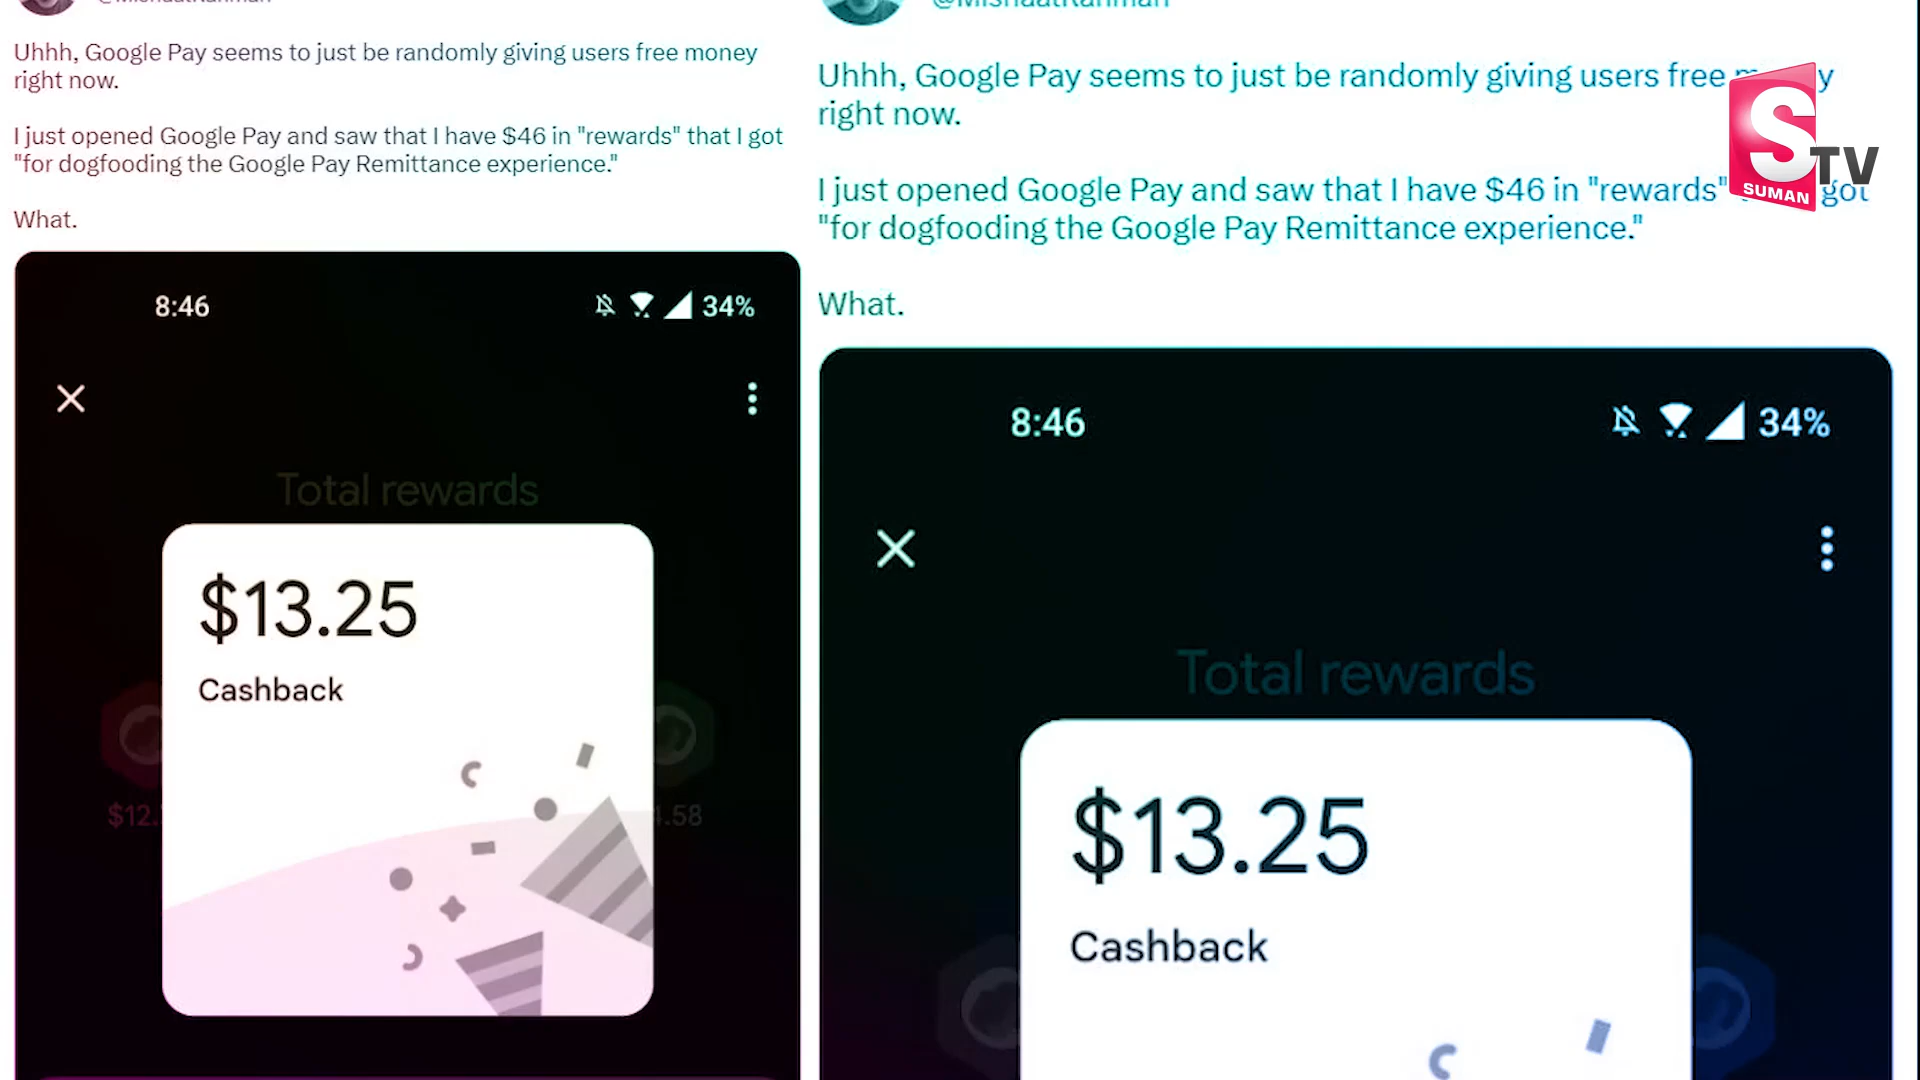 Uhhh, Google Pay seems to just be randomly giving users free money
right now.
I just opened Google Pay and saw that I have $46 in "rewards" that I got
"for dogfooding the Google Pay Remittance experience."
What.
8:46
34%
Total rewards
$13.25
Cashback
$12.
.58
@MishaalRahman
Uhhh, Google Pay seems to just be randomly giving users free
right now.
I just opened Google Pay and saw that I have $46 in "rewards" got
"for dogfooding the Google Pay Remittance experience."
What.
8:46
34%
Total rewards
$13.25
Cashback
S TV
SUMAN